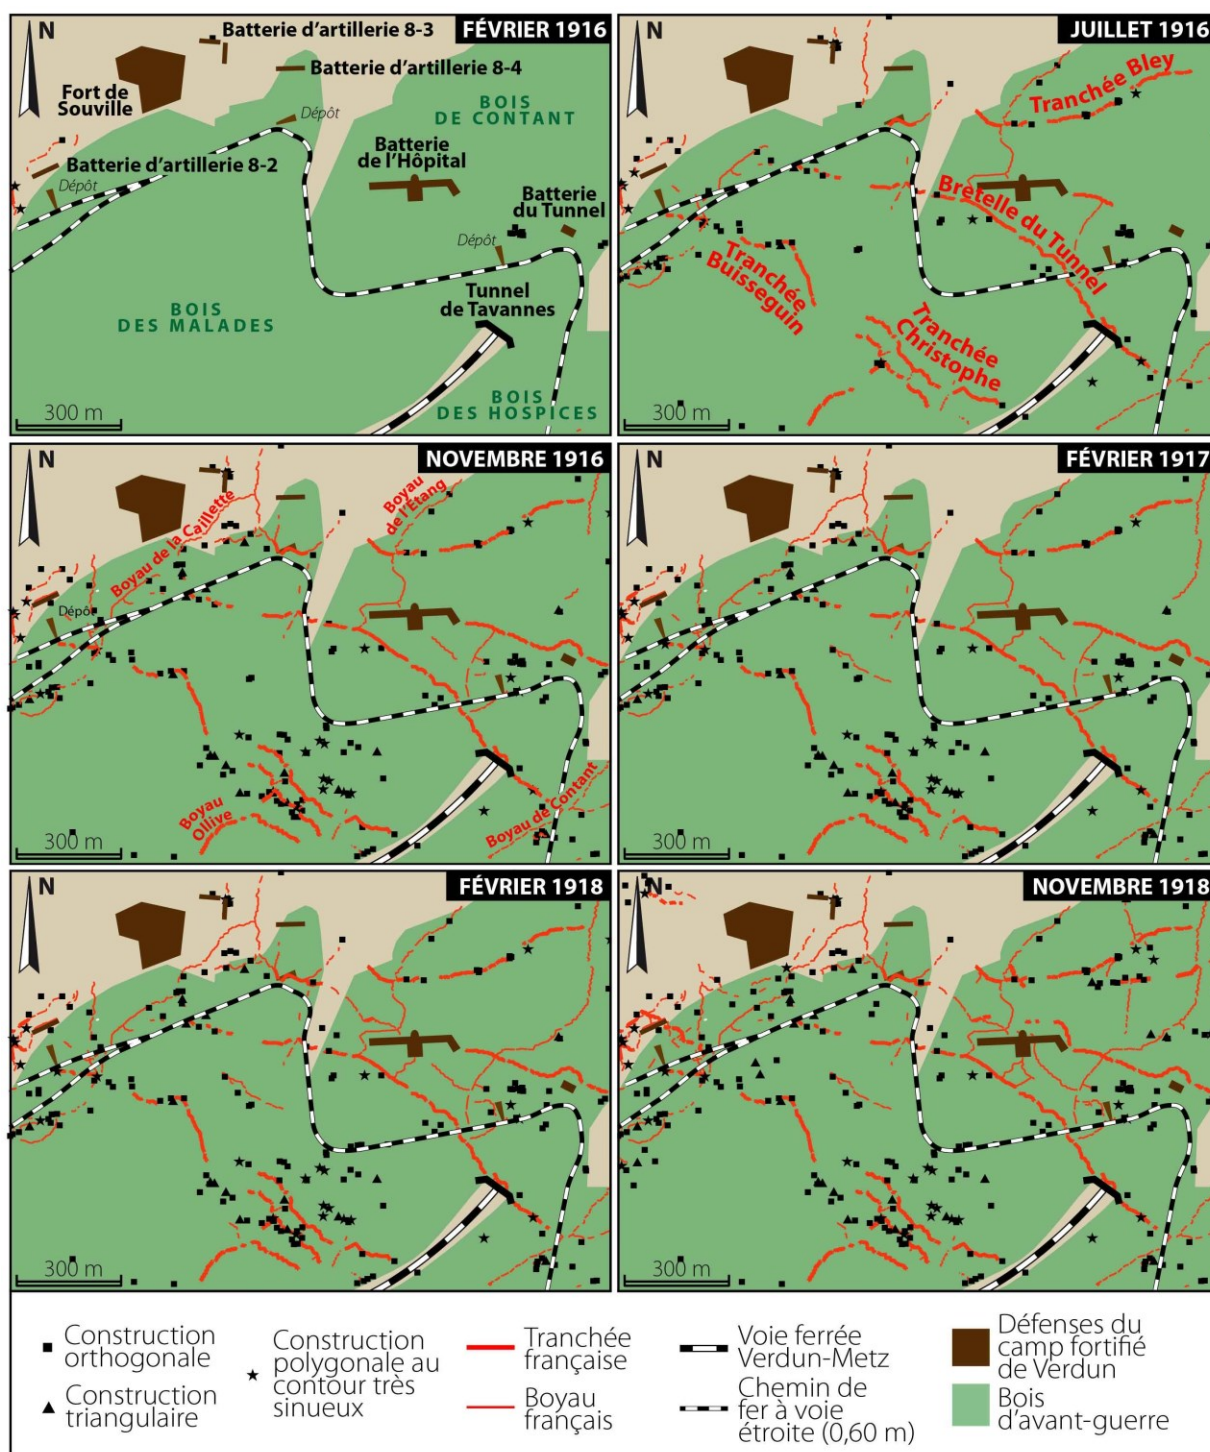 N
Batterie d'artillerie 8-3
FÉVRIER 1916
Batterie d'artillerie 8-4
Fort de
Souville
BOIS
DE CONTANT
Dépôt
Batterie
de l'Hôpital
Batterie d'artillerie 8-2
Dépôt
Batterie
du Tunnel
Dépôt
Tunnel
de Tavannes
BOIS
DES MALADES
BOIS
DES HOSPICES
300 m
N
JUILLET 1916
Tranchée Bley
Bretelle du Tunnel
Tranchée
Buisseguin
Tranchée
Christophe
300 m
N
NOVEMBRE 1916
Boyau de la Caillette
Boyau
de l'Étang
Dépôt
Boyau
Ollive
Boyau de Contant
300 m
N
FÉVRIER 1917
300 m
N
FÉVRIER 1918
300 m
N
NOVEMBRE 1918
300 m
Construction
orthogonale
Construction
triangulaire
Construction
polygonale au
contour très
sinueux
Tranchée
française
Boyau
français
Voie ferrée
Verdun-Metz
Chemin de
fer à voie
étroite (0,60 m)
Défenses du
camp fortifié
de Verdun
Bois
d'avant-guerre